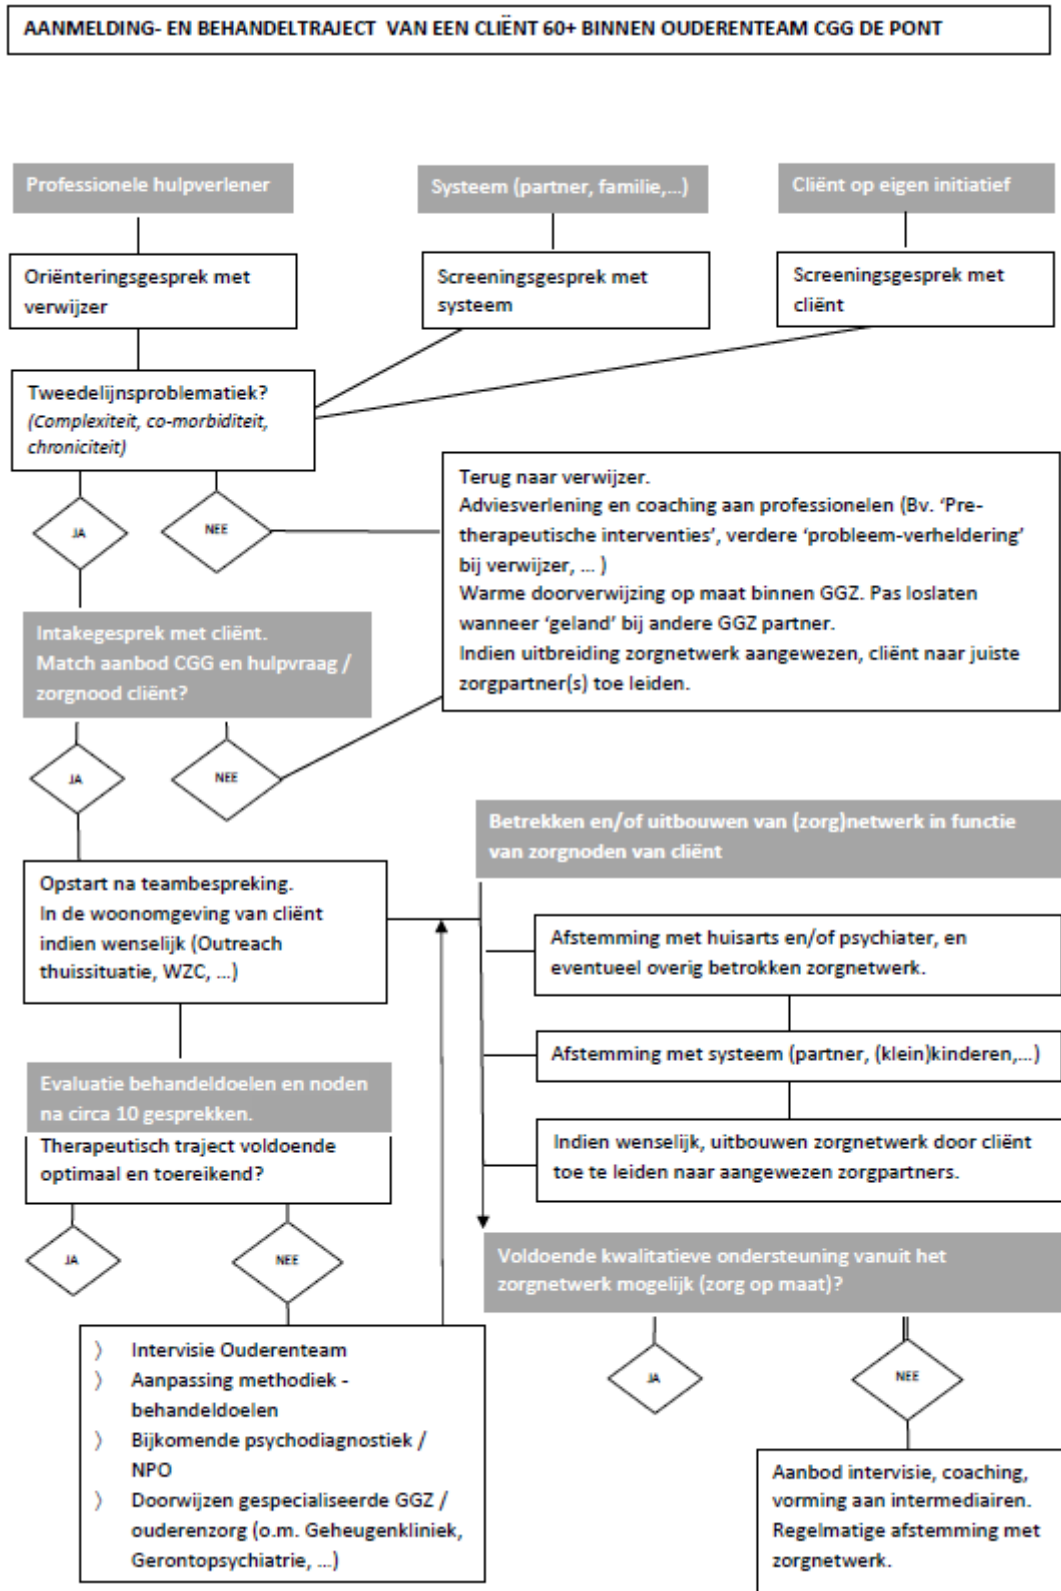 AANMELDING- EN BEHANDELTRAJECT VAN EEN CLIËNT 60+ BINNEN OUDERENTEAM CGG DE PONT
Professionele hulpverlener
Systeem (partner, familie,...)
Cliënt op eigen initiatief
Oriënteringsgesprek met
verwijzer
Screeningsgesprek met
systeem
Screeningsgesprek met
cliënt
Tweedelijnsproblematiek?
(Complexiteit, co-morbiditeit,
chroniciteit)
JA
NEE
Terug naar verwijzer.
Adviesverlening en coaching aan professionelen (Bv. ‘Pre-
therapeutische interventies’, verdere ‘probleem-verheldering’
bij verwijzer, ... )
Warme doorverwijzing op maat binnen GGZ. Pas loslaten
wanneer ‘geland’ bij andere GGZ partner.
Indien uitbreiding zorgnetwerk aangewezen, cliënt naar juiste
zorgpartner(s) toe leiden.
Intakegesprek met cliënt.
Match aanbod CGG en hulpvraag /
zorgnood cliënt?
JA
NEE
Betrekken en/of uitbouwen van (zorg)netwerk in functie
van zorgnoden van cliënt
Opstart na teambespreking.
In de woonomgeving van cliënt
indien wenselijk (Outreach
thuissituatie, WZC, ...)
Afstemming met huisarts en/of psychiater, en
eventueel overig betrokken zorgnetwerk.
Afstemming met systeem (partner, (klein)kinderen,...)
Indien wenselijk, uitbouwen zorgnetwerk door cliënt
toe te leiden naar aangewezen zorgpartners.
Evaluatie behandeldoelen en noden
na circa 10 gesprekken.
Therapeutisch traject voldoende
optimaal en toereikend?
JA
NEE
Voldoende kwalitatieve ondersteuning vanuit het
zorgnetwerk mogelijk (zorg op maat)?
JA
NEE
〉 Intervisie Ouderenteam
〉 Aanpassing methodiek -
behandeldoelen
〉 Bijkomende psychodiagnostiek /
NPO
〉 Doorwijzen gespecialiseerde GGZ /
ouderenzorg (o.m. Geheugenkliniek,
Gerontopsychiatrie, ...)
Aanbod intervisie, coaching,
vorming aan intermediairen.
Regelmatige afstemming met
zorgnetwerk.